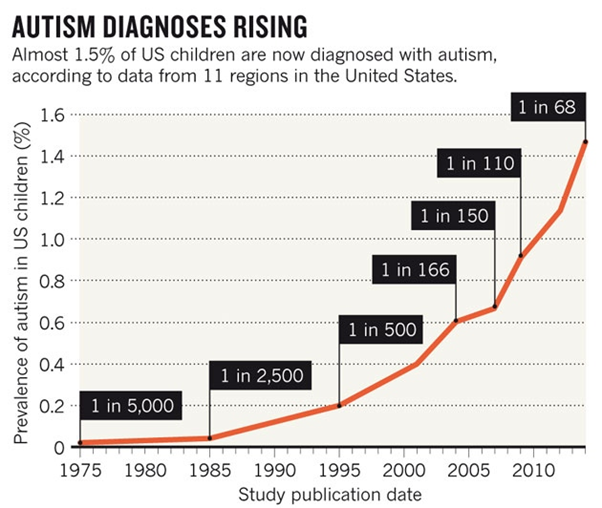 AUTISM DIAGNOSES RISING
Almost 1.5% of US children are now diagnosed with autism,
according to data from 11 regions in the United States.
Prevalence of autism in US children (%)
1.6
1.4
1.2
1.0
0.8
0.6
0.4
0.2
0
1 in 68
1 in 110
1 in 150
1 in 166
1 in 500
1 in 2,500
1 in 5,000
1975 1980 1985 1990 1995 2000 2005 2010
Study publication date